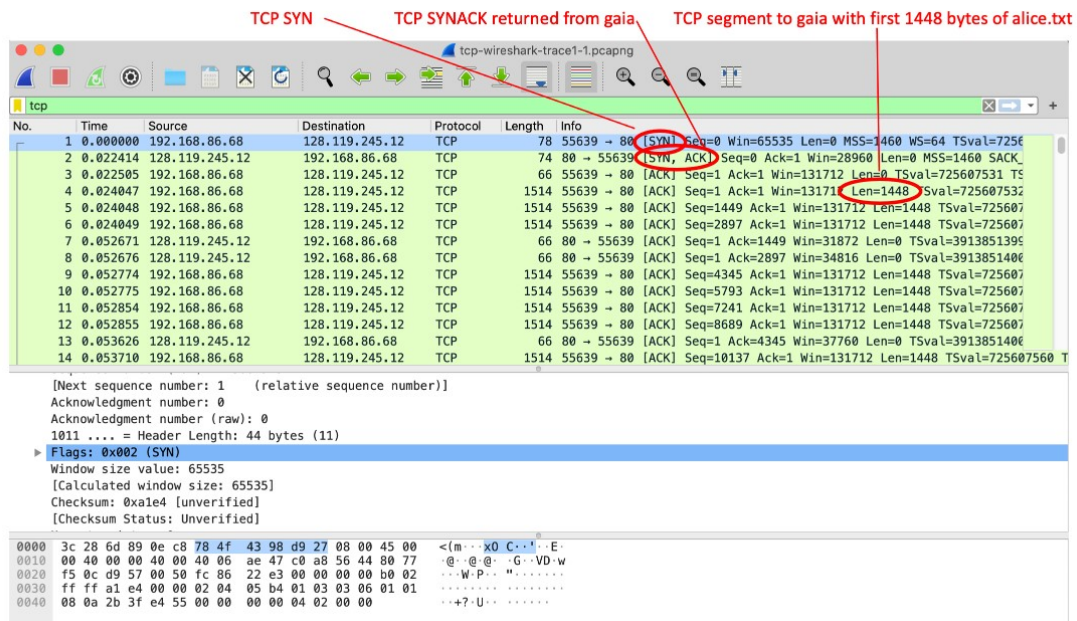 TCP SYN
TCP SYNACK returned from gaia
TCP segment to gaia with first 1448 bytes of alice.txt
tcp-wireshark-trace1-1.pcapng
tcp
No. Time Source Destination Protocol Length Info
1 0.000000 192.168.86.68 128.119.245.12 TCP 78 55639 → 80 [SYN] Seq=0 Win=65535 Len=0 MSS=1460 WS=64 TSval=7256
2 0.022414 128.119.245.12 192.168.86.68 TCP 74 80 → 55639 [SYN, ACK] Seq=0 Ack=1 Win=28960 Len=0 MSS=1460 SACK_
3 0.022505 192.168.86.68 128.119.245.12 TCP 66 55639 → 80 [ACK] Seq=1 Ack=1 Win=131712 Len=0 TSval=725607531 TS
4 0.024047 192.168.86.68 128.119.245.12 TCP 1514 55639 → 80 [ACK] Seq=1 Ack=1 Win=131712 Len=1448 TSval=725607532
5 0.024048 192.168.86.68 128.119.245.12 TCP 1514 55639 → 80 [ACK] Seq=1449 Ack=1 Win=131712 Len=1448 TSval=725607
6 0.024049 192.168.86.68 128.119.245.12 TCP 1514 55639 → 80 [ACK] Seq=2897 Ack=1 Win=131712 Len=1448 TSval=725607
7 0.052671 128.119.245.12 192.168.86.68 TCP 66 80 → 55639 [ACK] Seq=1 Ack=1449 Win=31872 Len=0 TSval=3913851399
8 0.052676 128.119.245.12 192.168.86.68 TCP 66 80 → 55639 [ACK] Seq=1 Ack=2897 Win=34816 Len=0 TSval=3913851400
9 0.052774 192.168.86.68 128.119.245.12 TCP 1514 55639 → 80 [ACK] Seq=4345 Ack=1 Win=131712 Len=1448 TSval=725607
10 0.052775 192.168.86.68 128.119.245.12 TCP 1514 55639 → 80 [ACK] Seq=5793 Ack=1 Win=131712 Len=1448 TSval=725607
11 0.052854 192.168.86.68 128.119.245.12 TCP 1514 55639 → 80 [ACK] Seq=7241 Ack=1 Win=131712 Len=1448 TSval=725607
12 0.052855 192.168.86.68 128.119.245.12 TCP 1514 55639 → 80 [ACK] Seq=8689 Ack=1 Win=131712 Len=1448 TSval=725607
13 0.053626 128.119.245.12 192.168.86.68 TCP 66 80 → 55639 [ACK] Seq=1 Ack=4345 Win=37760 Len=0 TSval=3913851400
14 0.053710 192.168.86.68 128.119.245.12 TCP 1514 55639 → 80 [ACK] Seq=10137 Ack=1 Win=131712 Len=1448 TSval=725607560 T
[Next sequence number: 1 (relative sequence number)]
Acknowledgment number: 0
Acknowledgment number (raw): 0
1011 .... = Header Length: 44 bytes (11)
Flags: 0x002 (SYN)
Window size value: 65535
[Calculated window size: 65535]
Checksum: 0xa1e4 [unverified]
[Checksum Status: Unverified]
0000 3c 28 6d 89 0e c8 78 4f 43 98 d9 27 08 00 45 00 <(m···xO C··'··E·
0010 00 40 00 00 40 00 40 06 ae 47 c0 a8 56 44 80 77 ·@··@·@· ·G··VD·w
0020 f5 0c d9 57 00 50 fc 86 22 e3 00 00 00 00 b0 02 ···W·P·· "·······
0030 ff ff a1 e4 00 00 02 04 05 b4 01 03 03 06 01 01 ········ ········
0040 08 0a 2b 3f e4 55 00 00 00 00 04 02 00 00 ··+?·U·· ······